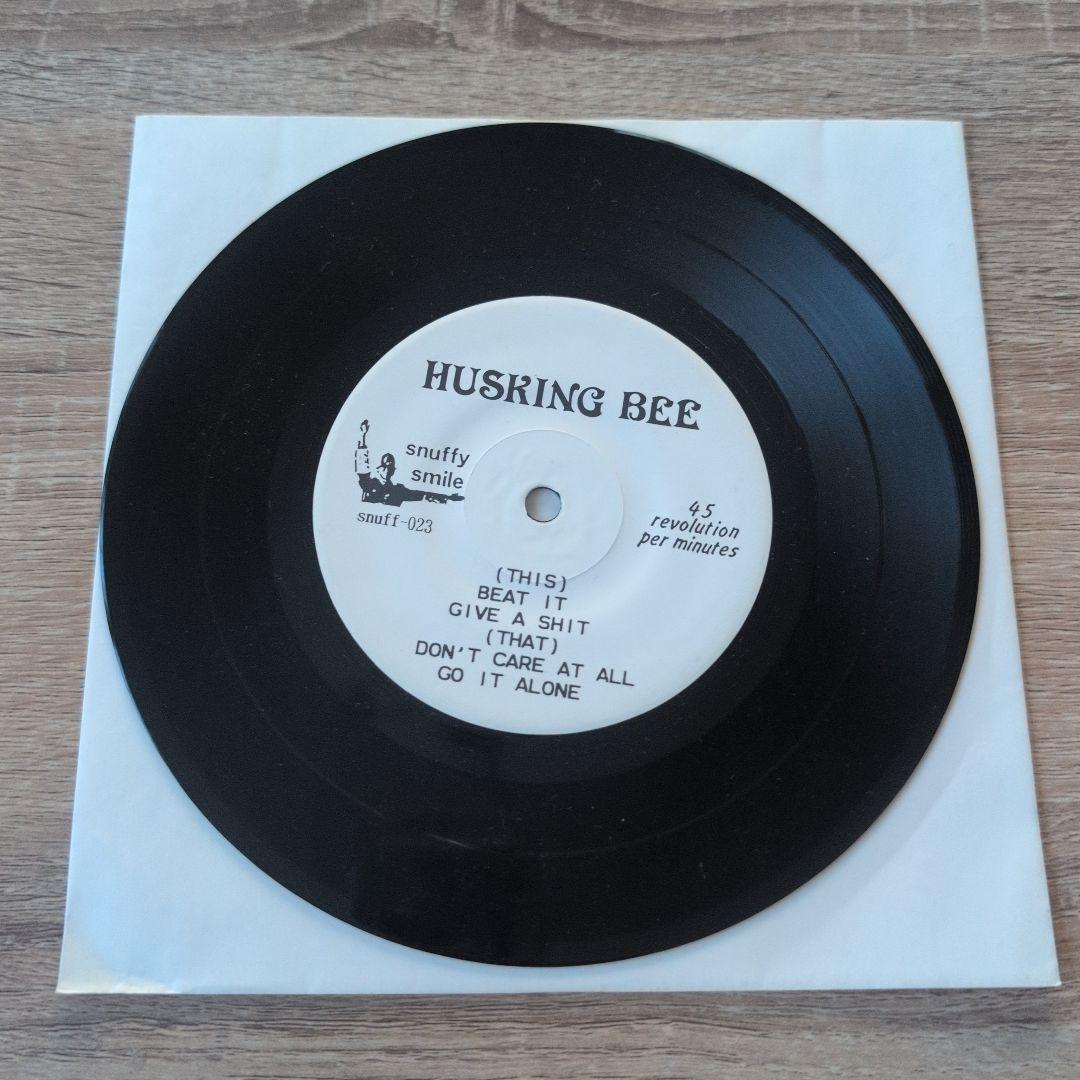 HUSKING BEE
snuffy
smile
snuff-023
45
revolution
per minutes
(THIS)
BEAT IT
GIVE A SHIT
(THAT)
DON'T CARE AT ALL
GO IT ALONE